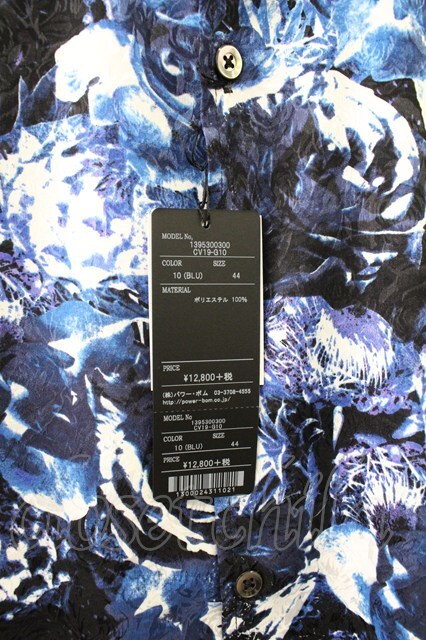 MODEL No.
1395300300
CV19-G10
COLOR SIZE
10 (BLU) 44
MATERIAL
ポリエステル 100%
PRICE
¥12,800+税
(株)パワー・ボム 03-3708-4555
http://power-bom.co.jp/
MODEL No.
1395300300
CV19-G10
COLOR SIZE
10 (BLU) 44
PRICE
¥12,800+税
1300024311021
closetchild